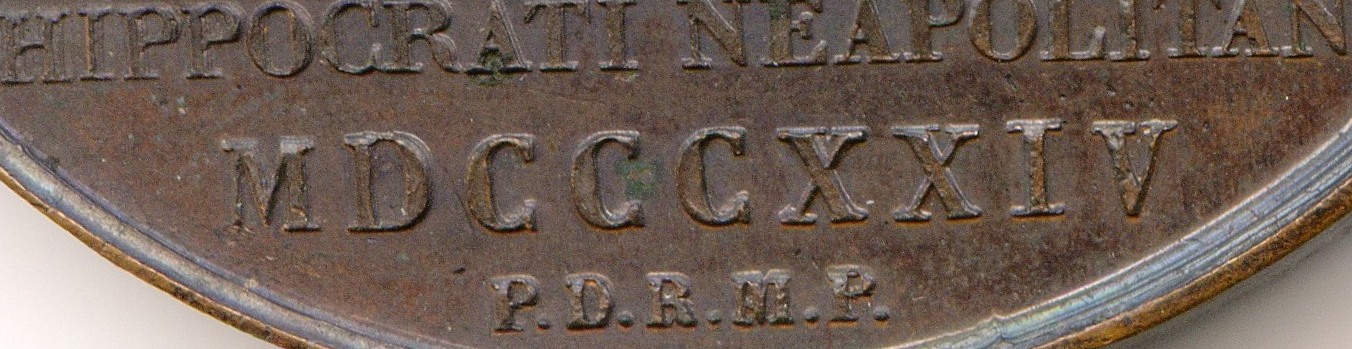 HIPPOCRATI NEAPOLITAN
MDCCCXXIV
P.D.R.M.P.